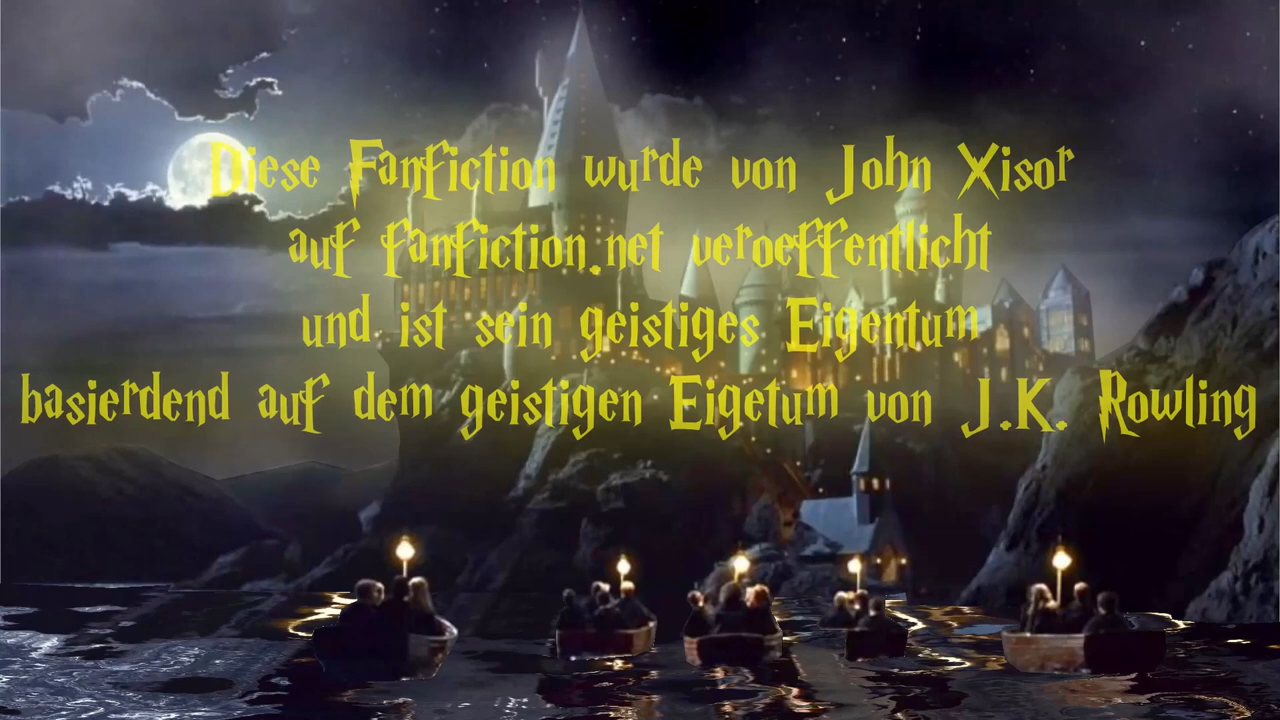 Diese Fanfiction wurde von John Xisor
auf fanfiction.net veroeffentlicht
und ist sein geistiges Eigentum
basierdend auf dem geistigen Eigetum von J.K. Rowling